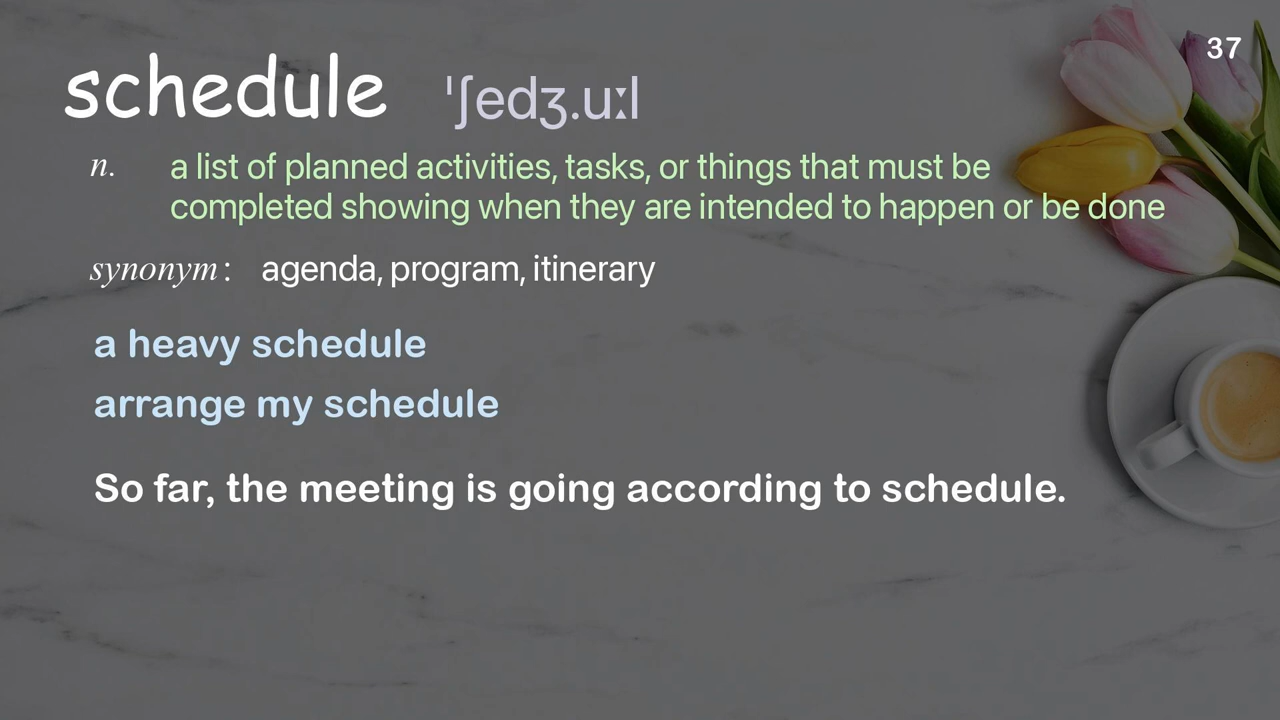 37
schedule ˈʃedʒ.uːl
n. a list of planned activities, tasks, or things that must be
completed showing when they are intended to happen or be done
synonym: agenda, program, itinerary
a heavy schedule
arrange my schedule
So far, the meeting is going according to schedule.